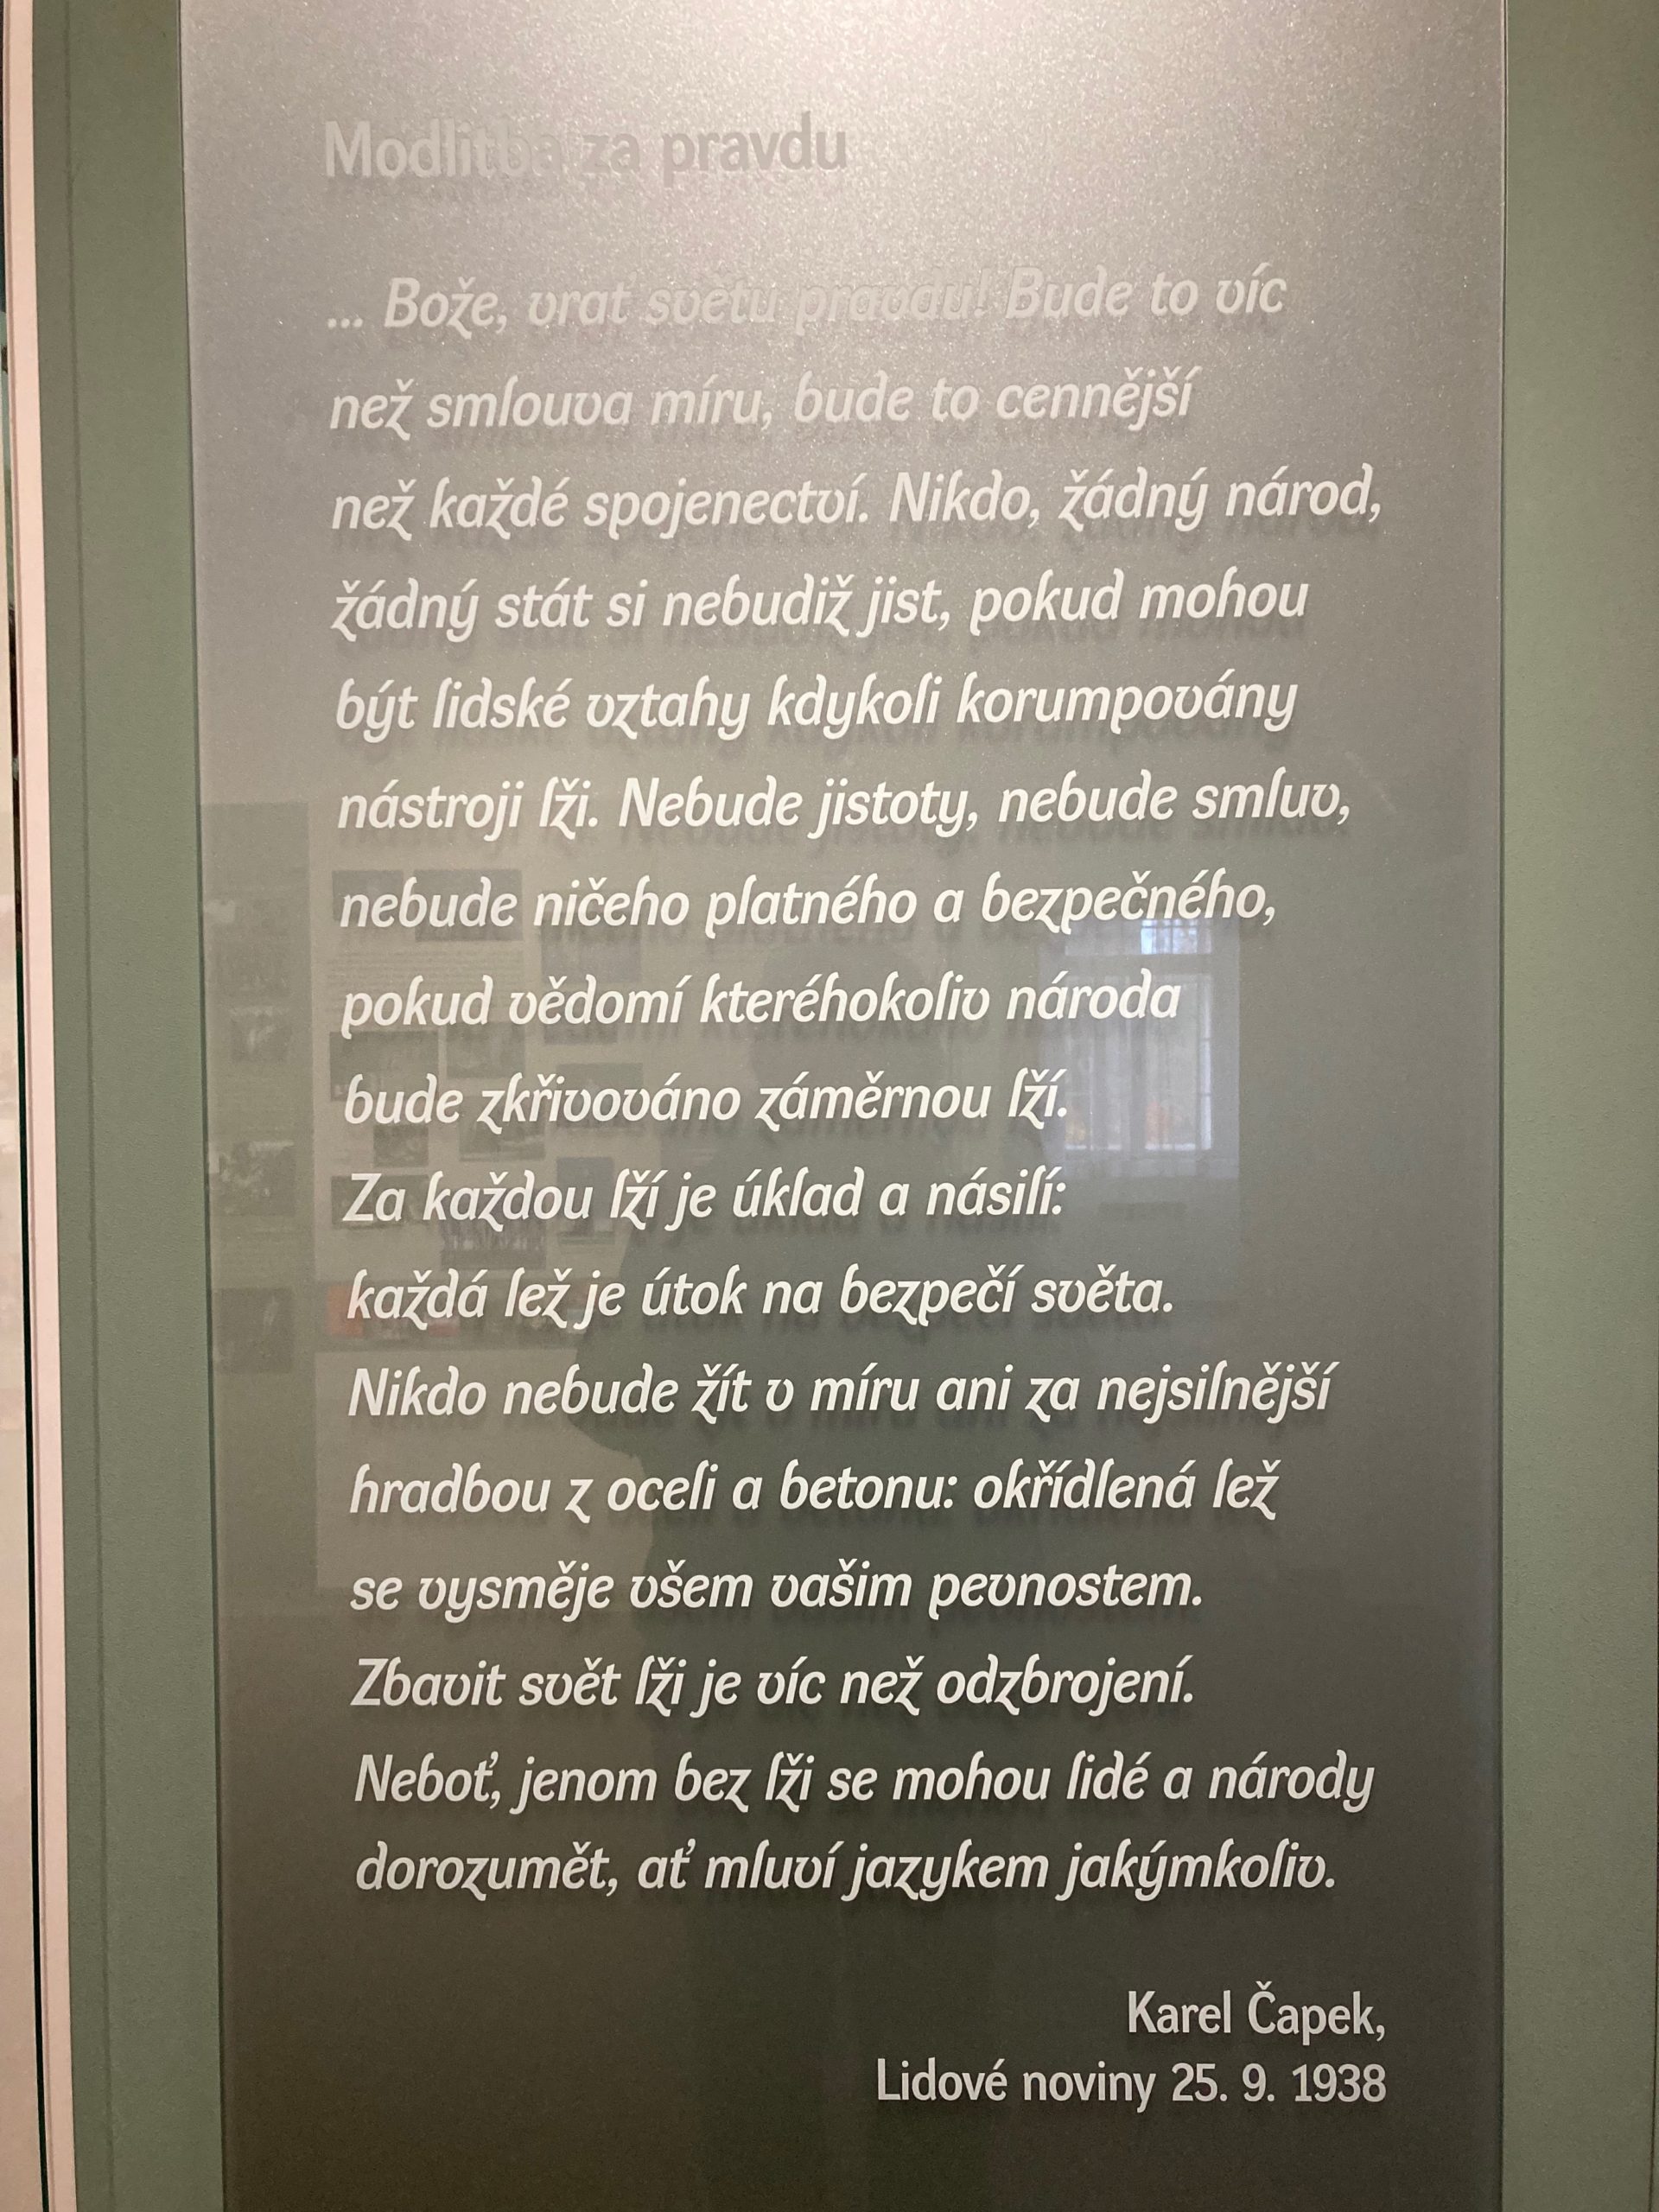 Modlitba za pravdu
... Bože, vrať světu pravdu! Bude to víc
než smlouva míru, bude to cennější
než každé spojenectví. Nikdo, žádný národ,
žádný stát si nebudiž jist, pokud mohou
být lidské vztahy kdykoli korumpovány
nástroji lži. Nebude jistoty, nebude smluv,
nebude ničeho platného a bezpečného,
pokud vědomí kteréhokoliv národa
bude zkřivováno záměrnou lží.
Za každou lží je úklad a násilí:
každá lež je útok na bezpečí světa.
Nikdo nebude žít v míru ani za nejsilnější
hradbou z oceli a betonu: okřídlená lež
se vysměje všem vašim pevnostem.
Zbavit svět lži je víc než odzbrojení.
Neboť, jenom bez lži se mohou lidé a národy
dorozumět, ať mluví jazykem jakýmkoliv.
Karel Čapek,
Lidové noviny 25. 9. 1938